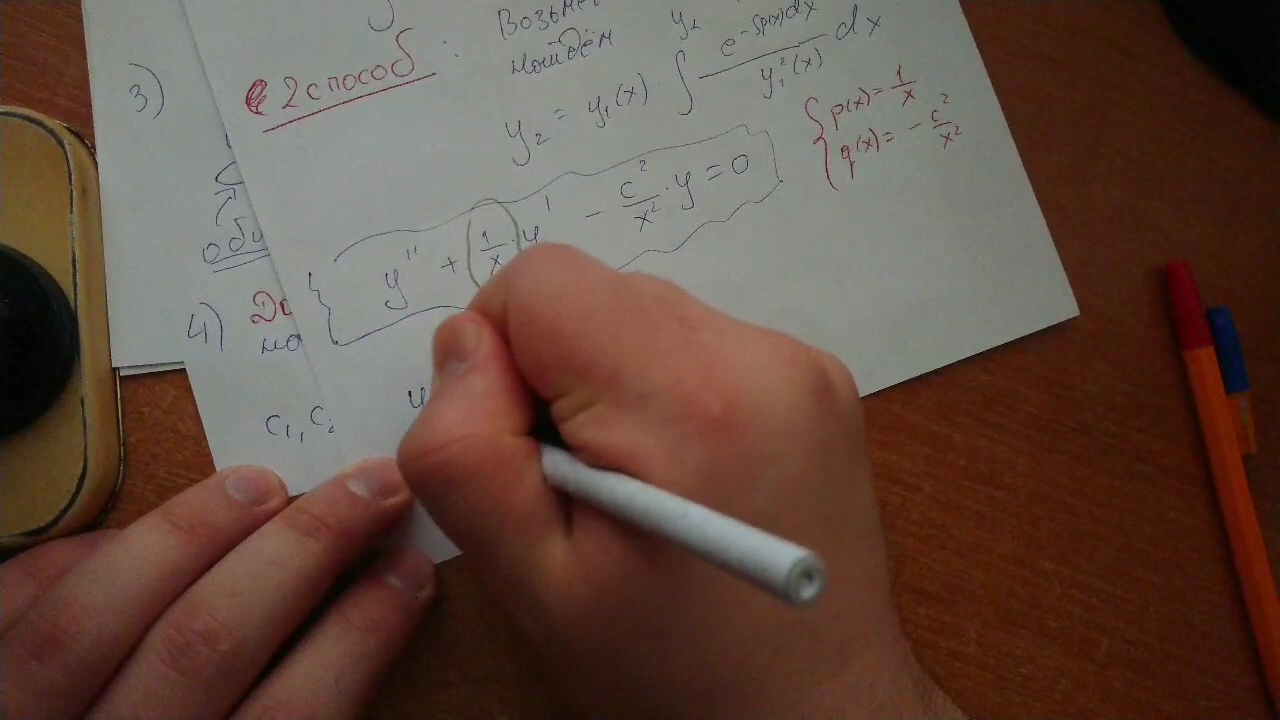 3)
2 способ :
найдём y₂
y₂ = y₁(x) · ∫ e^(-∫p(x)dx) / y₁²(x) dx
{ p(x) = 1/x
q(x) = - c²/x²
y'' + (1/x) · y' - c²/x² · y = 0
4)
c₁, c₂